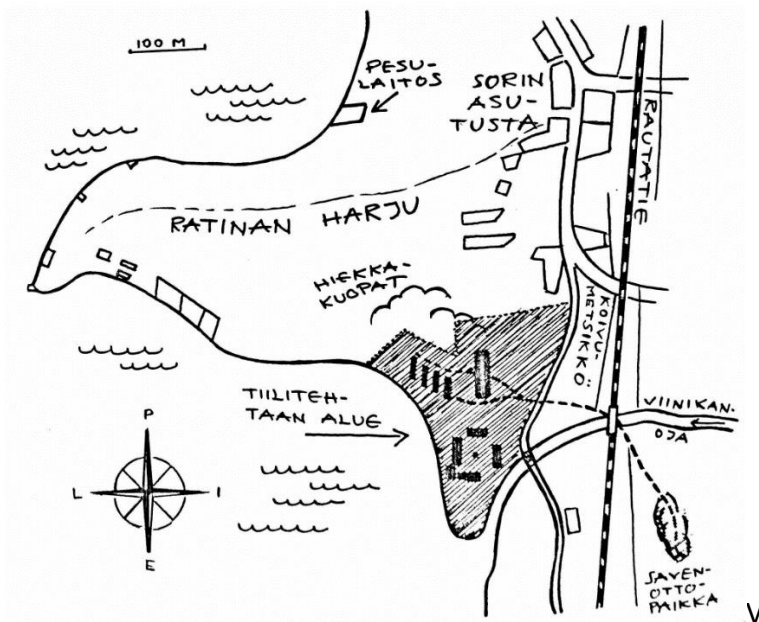 100 M
PESU-
LAITOS
SORIN
ASU-
TUSTA
RAUTATIE
RATINAN HARJU
HIEKKA-
KUOPAT
KOIVU-
METSIKKÖ
TIILITEH-
TAAN ALUE
VIINIKAN-
OJA
P
L
I
E
SAVEN-
OTTO-
PAIKKA
V